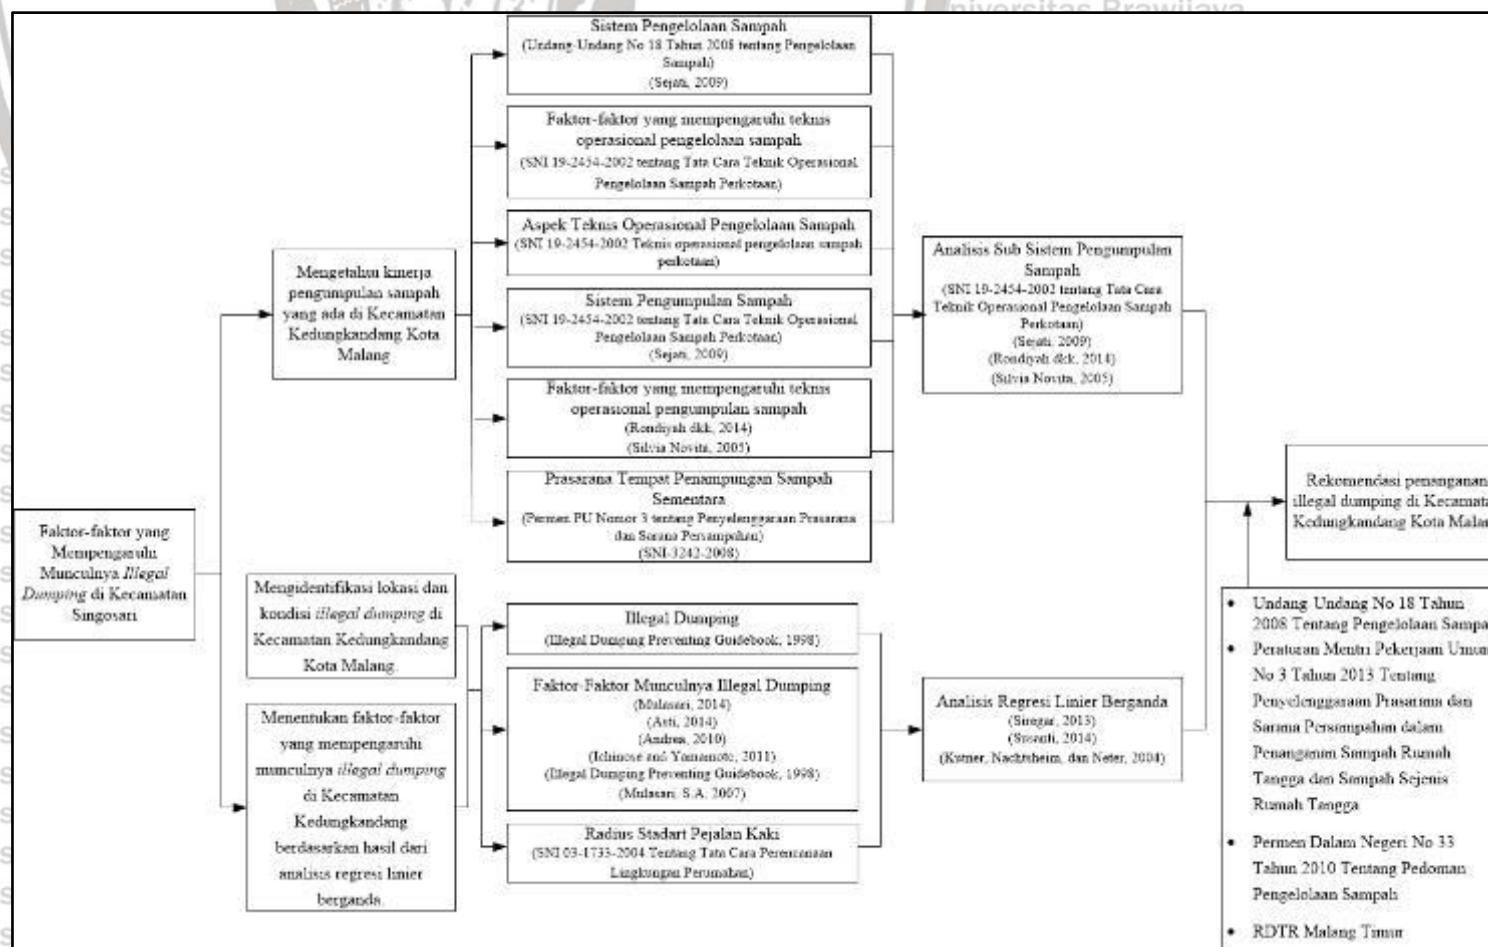 Universitas Brawijaya
Sistem Pengelolaan Sampah
(Undang-Undang No 18 Tahun 2008 tentang Pengelolaan
Sampah)
(Sejati, 2009)
Faktor-faktor yang mempengaruhi teknis
operasional pengelolaan sampah
(SNI 19-2454-2002 tentang Tata Cara Teknik Operasional
Pengelolaan Sampah Perkotaan)
Aspek Teknis Operasional Pengelolaan Sampah
(SNI 19-2454-2002 Teknis operasional pengelolaan sampah
perkotaan)
Sistem Pengumpulan Sampah
(SNI 19-2454-2002 tentang Tata Cara Teknik Operasional
Pengelolaan Sampah Perkotaan)
(Sejati, 2009)
Faktor-faktor yang mempengaruhi teknis
operasional pengumpulan sampah
(Rondiyah dkk, 2014)
(Silvia Novita, 2005)
Prasarana Tempat Penampungan Sampah
Sementara
(Permen PU Nomor 3 tentang Penyelenggaraan Prasarana
dan Sarana Persampahan)
(SNI-3242-2008)
Mengetahui kinerja
pengumpulan sampah
yang ada di Kecamatan
Kedungkandang Kota
Malang
Analisis Sub Sistem Pengumpulan
Sampah
(SNI 19-2454-2002 tentang Tata Cara
Teknik Operasional Pengelolaan Sampah
Perkotaan)
(Sejati, 2009)
(Rondiyah dkk, 2014)
(Silvia Novita, 2005)
Rekomendasi penanganan
illegal dumping di Kecamata
Kedungkandang Kota Malan
Faktor-faktor yang
Mempengaruhi
Munculnya Illegal
Dumping di Kecamatan
Singosari
Mengidentifikasi lokasi dan
kondisi illegal dumping di
Kecamatan Kedungkandang
Kota Malang.
Menentukan faktor-faktor
yang mempengaruhi
munculnya illegal dumping
di Kecamatan
Kedungkandang
berdasarkan hasil dari
analisis regresi linier
berganda.
Illegal Dumping
(Illegal Dumping Preventing Guidebook, 1998)
Faktor-Faktor Munculnya Illegal Dumping
(Mulasari, 2014)
(Asti, 2014)
(Andrea, 2010)
(Ichinose and Yamamoto, 2011)
(Illegal Dumping Preventing Guidebook, 1998)
(Mulasari, S.A. 2007)
Radius Stadart Pejalan Kaki
(SNI 03-1733-2004 Tentang Tata Cara Perencanaan
Lingkungan Perumahan)
Analisis Regresi Linier Berganda
(Siregar, 2013)
(Susanti, 2014)
(Kutner, Nachtsheim, dan Neter, 2004)
• Undang-Undang No 18 Tahun
2008 Tentang Pengelolaan Sampa
• Peraturan Mentri Pekerjaan Umum
No 3 Tahun 2013 Tentang
Penyelenggaraan Prasarana dan
Sarana Persampahan dalam
Penanganan Sampah Rumah
Tangga dan Sampah Sejenis
Rumah Tangga
• Permen Dalam Negeri No 33
Tahun 2010 Tentang Pedoman
Pengelolaan Sampah
• RDTR Malang Timur